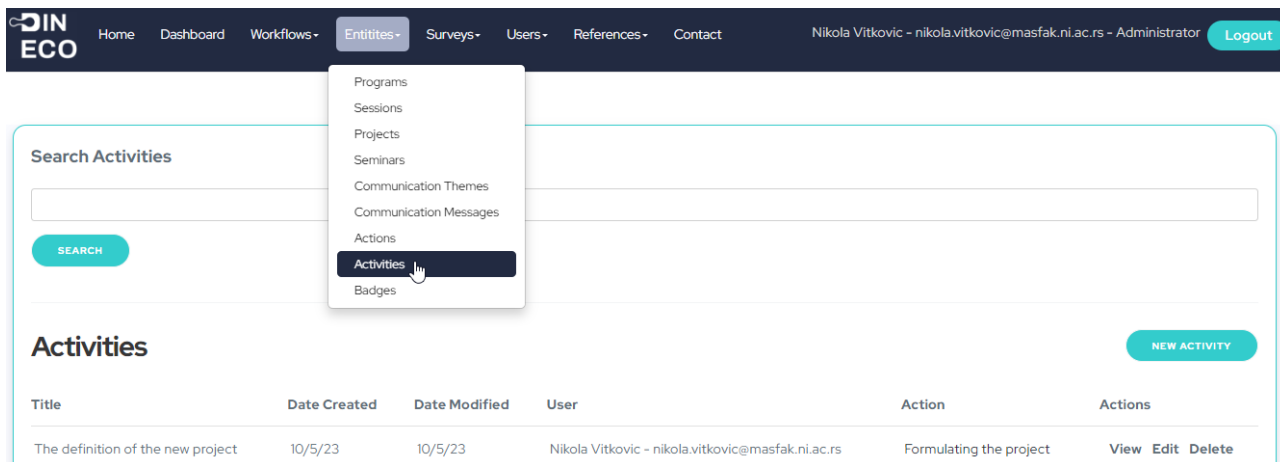 DIN
ECO
Home Dashboard Workflows Entitites Surveys Users References Contact Nikola Vitkovic - nikola.vitkovic@masfak.ni.ac.rs - Administrator Logout
Programs
Sessions
Projects
Seminars
Communication Themes
Communication Messages
Actions
Activities
Badges
Search Activities
SEARCH
Activities
NEW ACTIVITY
Title Date Created Date Modified User Action Actions
The definition of the new project 10/5/23 10/5/23 Nikola Vitkovic - nikola.vitkovic@masfak.ni.ac.rs Formulating the project View Edit Delete